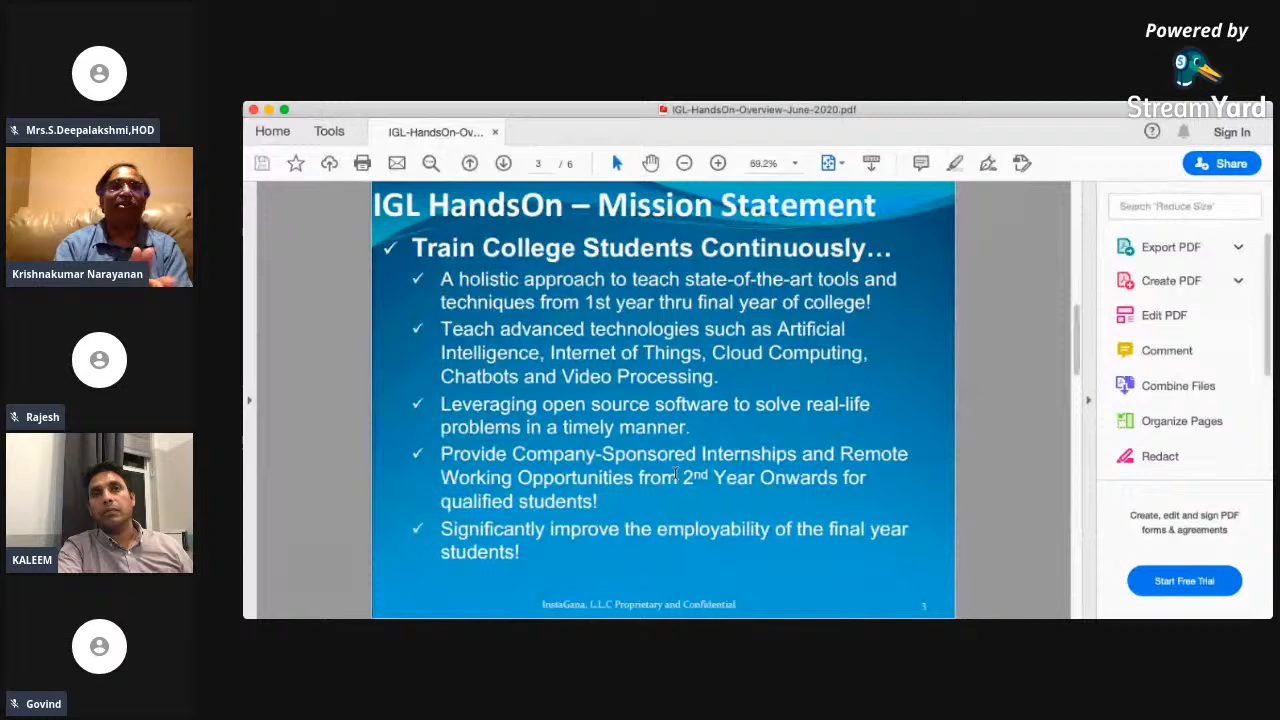 Powered by
StreamYard
Mrs.S.Deepalakshmi,HOD
Krishnakumar Narayanan
Rajesh
KALEEM
Govind
IGL-HandsOn-Overview-June-2020.pdf
Home
Tools
IGL-HandsOn-Ov...
Sign In
3 / 6
69.2%
Share
IGL HandsOn – Mission Statement
✓ Train College Students Continuously...
✓ A holistic approach to teach state-of-the-art tools and
techniques from 1st year thru final year of college!
✓ Teach advanced technologies such as Artificial
Intelligence, Internet of Things, Cloud Computing,
Chatbots and Video Processing.
✓ Leveraging open source software to solve real-life
problems in a timely manner.
✓ Provide Company-Sponsored Internships and Remote
Working Opportunities from 2nd Year Onwards for
qualified students!
✓ Significantly improve the employability of the final year
students!
InstaGana, L.L.C Proprietary and Confidential
3
Search 'Reduce Size'
Export PDF
Create PDF
Edit PDF
Comment
Combine Files
Organize Pages
Redact
Create, edit and sign PDF
forms & agreements
Start Free Trial